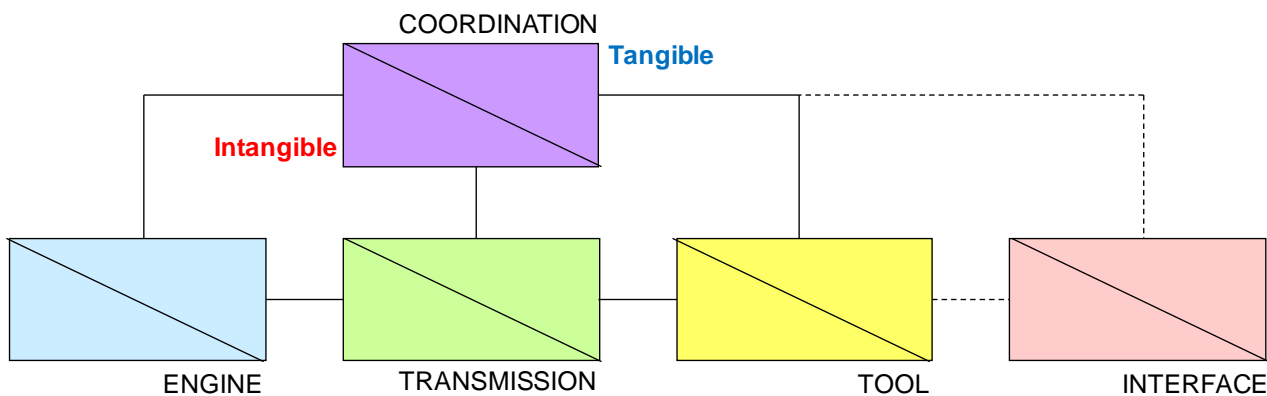 COORDINATION
Tangible
Intangible
ENGINE
TRANSMISSION
TOOL
INTERFACE